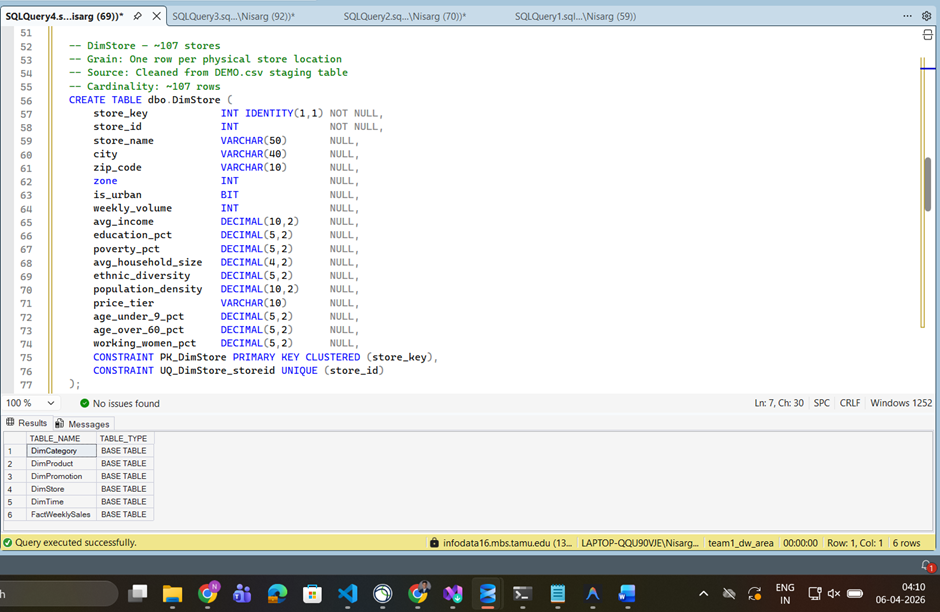 SQLQuery4.s...isarg (69))* SQLQuery3.sq...\Nisarg (92))* SQLQuery2.sq...\Nisarg (70))* SQLQuery1.sql...\Nisarg (59))
51
52 -- DimStore - ~107 stores
53 -- Grain: One row per physical store location
54 -- Source: Cleaned from DEMO.csv staging table
55 -- Cardinality: ~107 rows
56 CREATE TABLE dbo.DimStore (
57 store_key INT IDENTITY(1,1) NOT NULL,
58 store_id INT NOT NULL,
59 store_name VARCHAR(50) NULL,
60 city VARCHAR(40) NULL,
61 zip_code VARCHAR(10) NULL,
62 zone INT NULL,
63 is_urban BIT NULL,
64 weekly_volume INT NULL,
65 avg_income DECIMAL(10,2) NULL,
66 education_pct DECIMAL(5,2) NULL,
67 poverty_pct DECIMAL(5,2) NULL,
68 avg_household_size DECIMAL(4,2) NULL,
69 ethnic_diversity DECIMAL(5,2) NULL,
70 population_density DECIMAL(10,2) NULL,
71 price_tier VARCHAR(10) NULL,
72 age_under_9_pct DECIMAL(5,2) NULL,
73 age_over_60_pct DECIMAL(5,2) NULL,
74 working_women_pct DECIMAL(5,2) NULL,
75 CONSTRAINT PK_DimStore PRIMARY KEY CLUSTERED (store_key),
76 CONSTRAINT UQ_DimStore_storeid UNIQUE (store_id)
77 );
100 % No issues found Ln: 7, Ch: 30 SPC CRLF Windows 1252
Results Messages
TABLE_NAME TABLE_TYPE
1 DimCategory BASE TABLE
2 DimProduct BASE TABLE
3 DimPromotion BASE TABLE
4 DimStore BASE TABLE
5 DimTime BASE TABLE
6 FactWeeklySales BASE TABLE
Query executed successfully. infodata16.mbs.tamu.edu (13... LAPTOP-QQU90VJE\Nisarg... team1_dw_area 00:00:00 Row: 1, Col: 1 6 rows
1
h N ENG 04:10
IN 06-04-2026